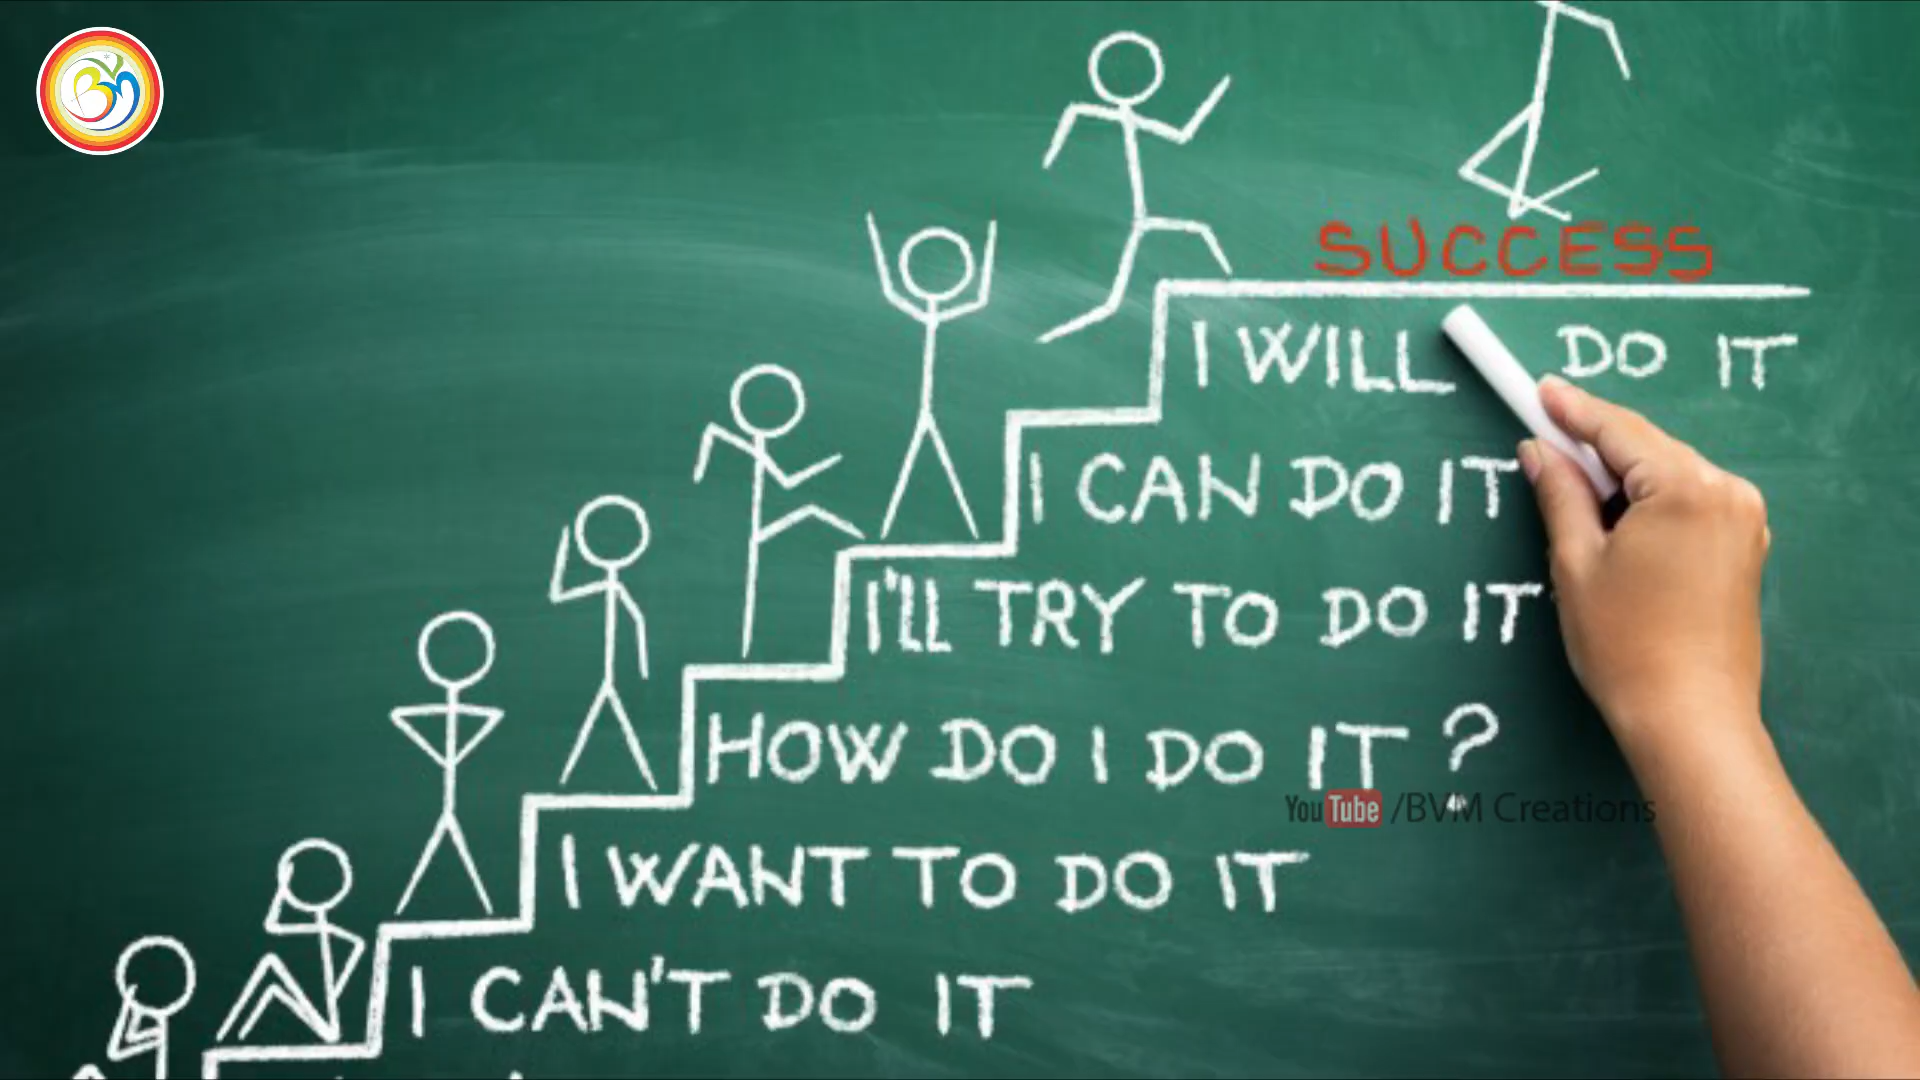 SUCCESS
I WILL DO IT
I CAN DO IT
I'LL TRY TO DO IT
HOW DO I DO IT ?
YouTube /BVM Creations
I WANT TO DO IT
I CAN'T DO IT